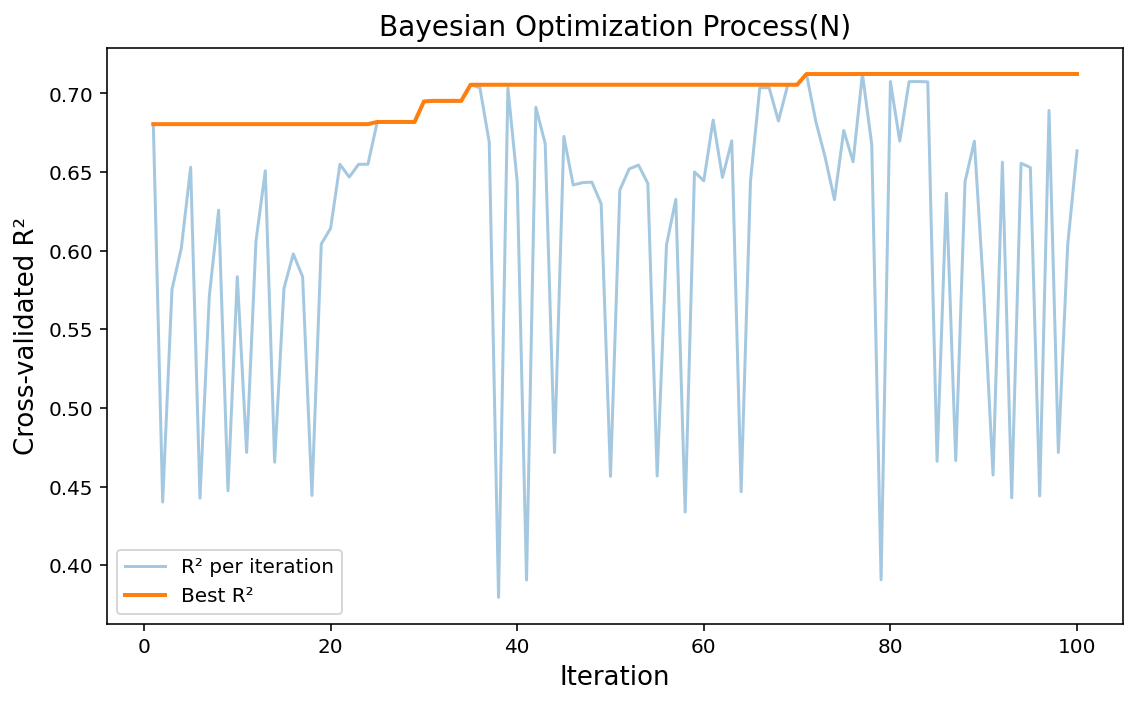 Bayesian Optimization Process(N)
Cross-validated R²
0.70
0.65
0.60
0.55
0.50
0.45
0.40
R² per iteration
Best R²
0 20 40 60 80 100
Iteration